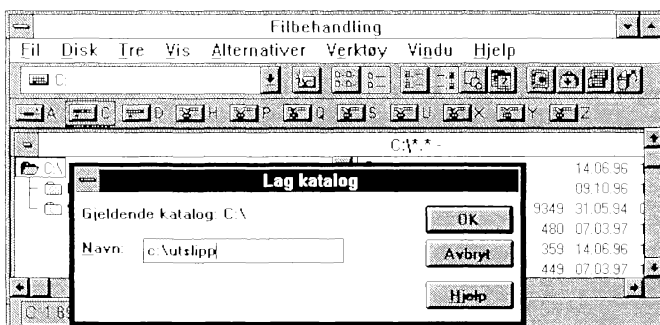 Filbehandling
Fil Disk Tre Vis Alternativer Verktøy Vindu Hjelp
C:
A C D H P Q S U X Y Z
C:\*.* -
C:\
14.06.96
09.10.96
9349 31.05.94
480 07.03.97
359 14.06.96
449 07.03.97
Lag katalog
Gjeldende katalog: C:\
Navn: c:\utslipp
OK
Avbryt
Hjelp